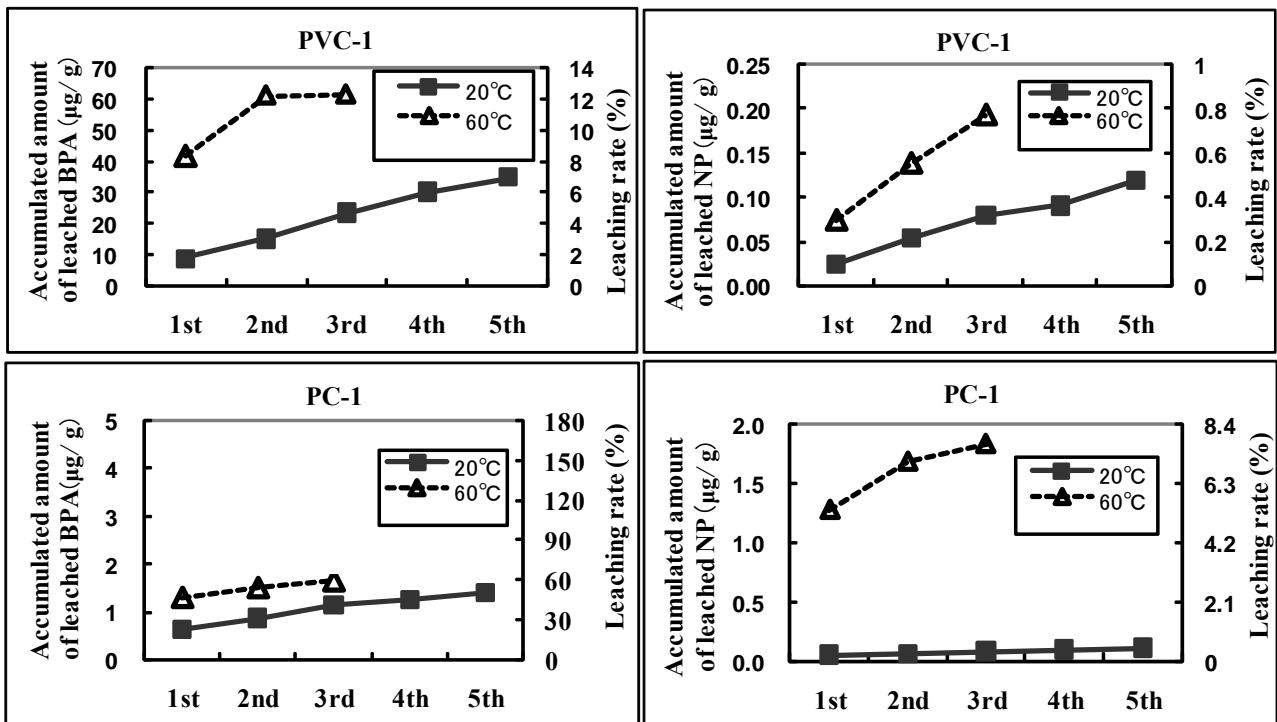 PVC-1
Accumulated amount
of leached BPA (μg/ g)
70
60
50
40
30
20
10
0
14
12
10
8
6
4
2
0
Leaching rate (%)
20℃
60℃
1st 2nd 3rd 4th 5th
PVC-1
Accumulated amount
of leached NP (μg/ g)
0.25
0.20
0.15
0.10
0.05
0.00
1
0.8
0.6
0.4
0.2
0
Leaching rate (%)
20℃
60℃
1st 2nd 3rd 4th 5th
PC-1
Accumulated amount
of leached BPA(μg/ g)
5
4
3
2
1
0
180
150
120
90
60
30
0
Leaching rate (%)
20℃
60℃
1st 2nd 3rd 4th 5th
PC-1
Accumulated amount
of leached NP (μg/ g)
2.0
1.5
1.0
0.5
0.0
8.4
6.3
4.2
2.1
0
Leaching rate (%)
20℃
60℃
1st 2nd 3rd 4th 5th